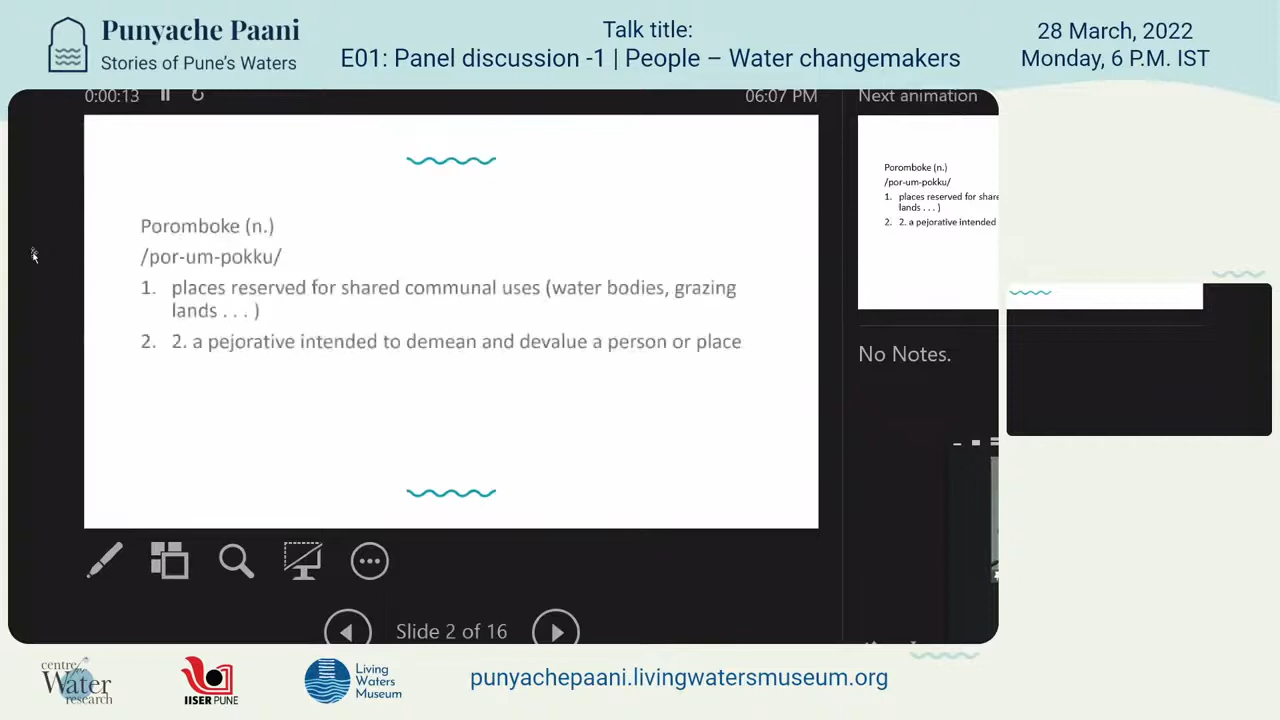 Punyache Paani
Stories of Pune's Waters
Talk title:
E01: Panel discussion -1 | People – Water changemakers
28 March, 2022
Monday, 6 P.M. IST
0:00:13
06:07 PM
Next animation
Poromboke (n.)
/por-um-pokku/
1. places reserved for shared communal uses (water bodies, grazing
lands . . . )
2. 2. a pejorative intended to demean and devalue a person or place
Poromboke (n.)
/por-um-pokku/
1. places reserved for share
lands . . . )
2. 2. a pejorative intended
No Notes.
Slide 2 of 16
centre
for
Water
research
IISER PUNE
Living
Waters
Museum
punyachepaani.livingwatersmuseum.org